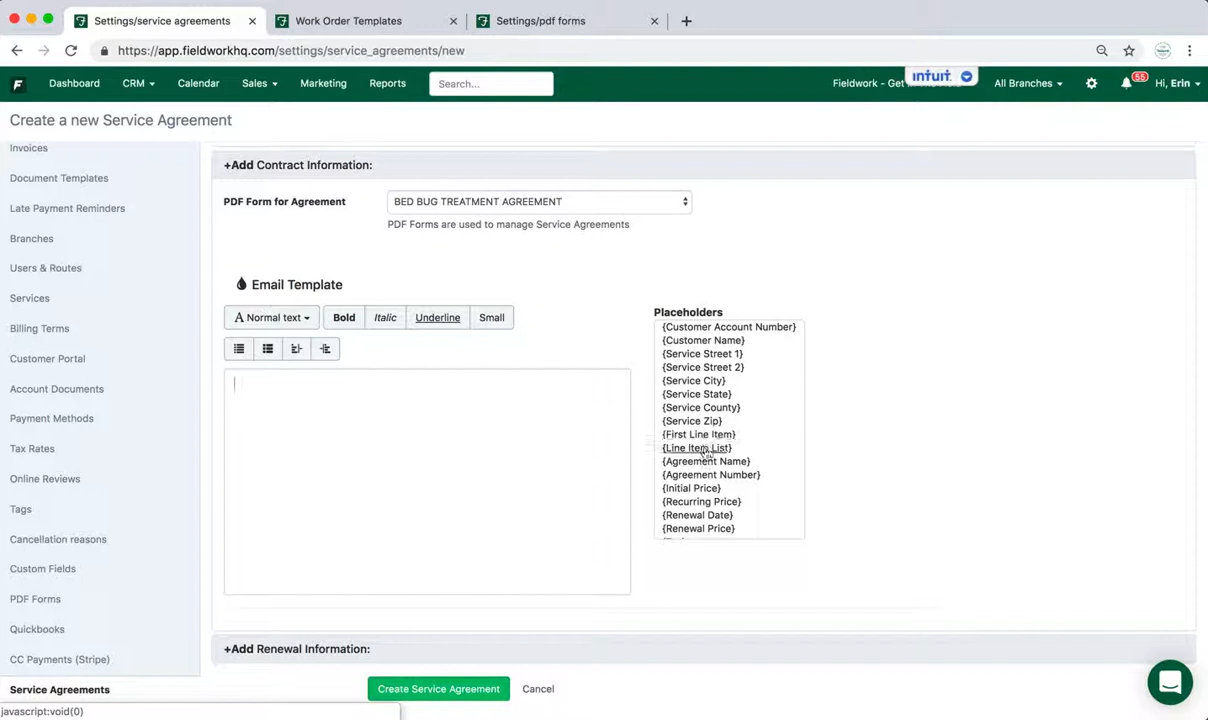 Settings/service agreements
Work Order Templates
Settings/pdf forms
https://app.fieldworkhq.com/settings/service_agreements/new
F Dashboard CRM Calendar Sales Marketing Reports Search... Fieldwork - Get intuit All Branches 55 Hi, Erin
Create a new Service Agreement
Invoices
Document Templates
Late Payment Reminders
Branches
Users & Routes
Services
Billing Terms
Customer Portal
Account Documents
Payment Methods
Tax Rates
Online Reviews
Tags
Cancellation reasons
Custom Fields
PDF Forms
Quickbooks
CC Payments (Stripe)
Service Agreements
javascript:void(0)
+Add Contract Information:
PDF Form for Agreement BED BUG TREATMENT AGREEMENT
PDF Forms are used to manage Service Agreements
Email Template
A Normal text Bold Italic Underline Small
Placeholders
{Customer Account Number}
{Customer Name}
{Service Street 1}
{Service Street 2}
{Service City}
{Service State}
{Service County}
{Service Zip}
{First Line Item}
{Line Item List}
{Agreement Name}
{Agreement Number}
{Initial Price}
{Recurring Price}
{Renewal Date}
{Renewal Price}
+Add Renewal Information:
Create Service Agreement Cancel